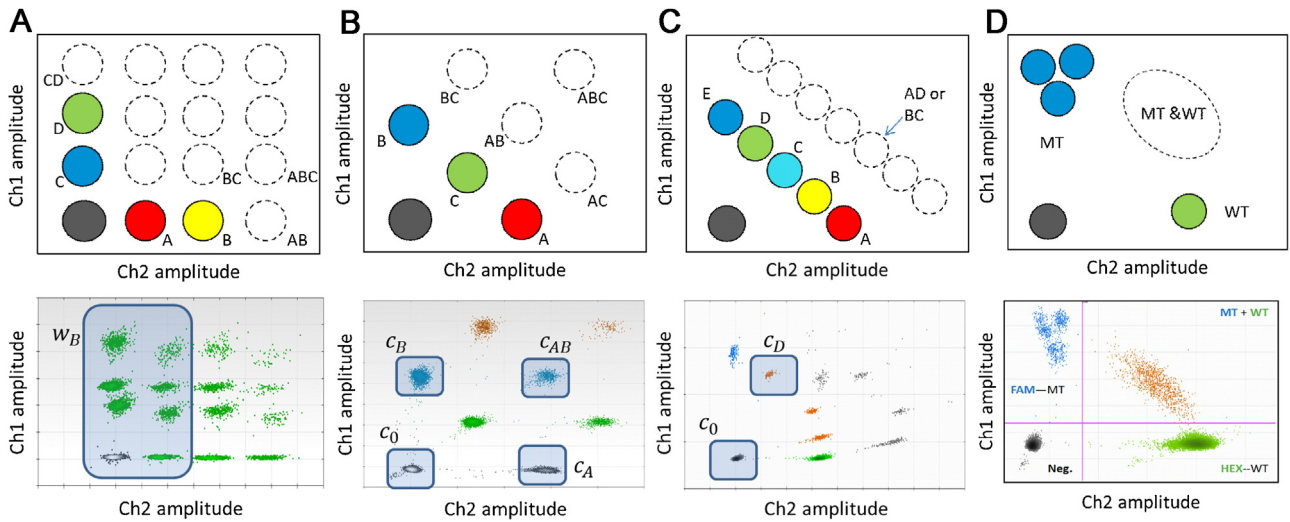 A
CD
D
C
A
B
BC
ABC
AB
Ch1 amplitude
Ch2 amplitude
B
BC
ABC
B
AB
C
AC
A
Ch1 amplitude
Ch2 amplitude
C
E
D
C
B
A
AD or
BC
Ch1 amplitude
Ch2 amplitude
D
MT &WT
MT
WT
Ch1 amplitude
Ch2 amplitude
w_B
Ch1 amplitude
Ch2 amplitude
c_B
c_AB
c_0
c_A
Ch1 amplitude
Ch2 amplitude
c_D
c_0
Ch1 amplitude
Ch2 amplitude
MT + WT
FAM—MT
Neg.
HEX–WT
Ch1 amplitude
Ch2 amplitude